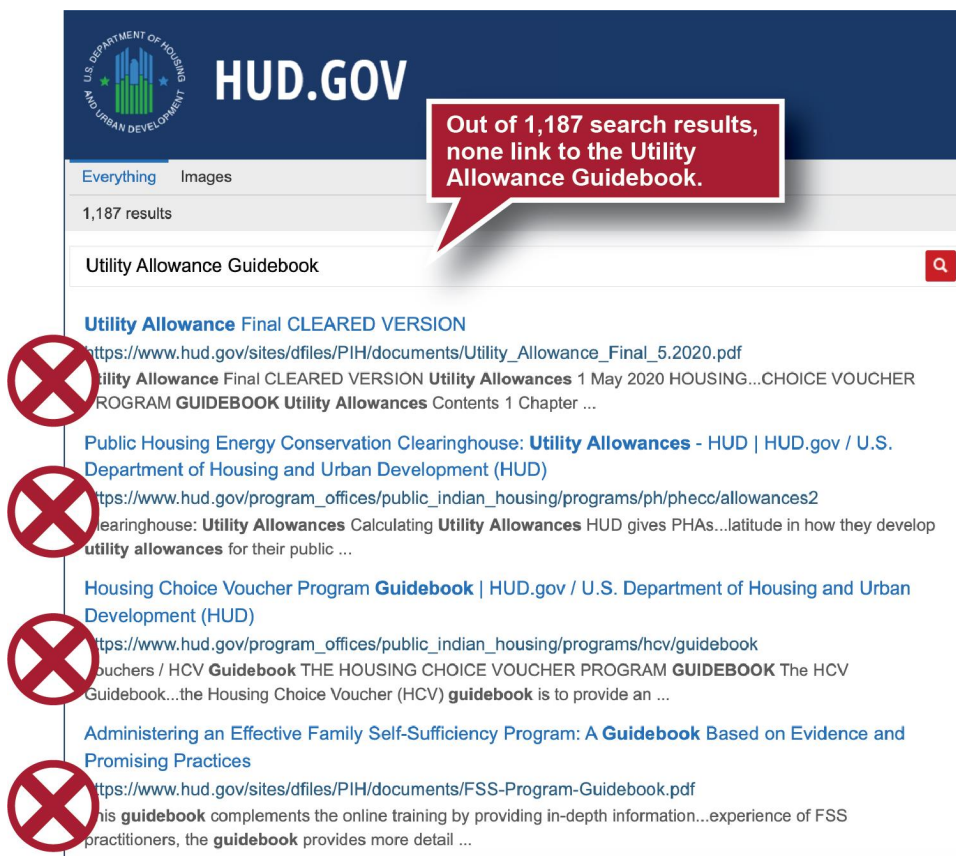 U.S. DEPARTMENT OF HOUSING AND URBAN DEVELOPMENT
HUD.GOV
Out of 1,187 search results,
none link to the Utility
Allowance Guidebook.
Everything Images
1,187 results
Utility Allowance Guidebook
Utility Allowance Final CLEARED VERSION
https://www.hud.gov/sites/dfiles/PIH/documents/Utility_Allowance_Final_5.2020.pdf
tility Allowance Final CLEARED VERSION Utility Allowances 1 May 2020 HOUSING...CHOICE VOUCHER
ROGRAM GUIDEBOOK Utility Allowances Contents 1 Chapter ...
Public Housing Energy Conservation Clearinghouse: Utility Allowances - HUD | HUD.gov / U.S.
Department of Housing and Urban Development (HUD)
ttps://www.hud.gov/program_offices/public_indian_housing/programs/ph/phecc/allowances2
learinghouse: Utility Allowances Calculating Utility Allowances HUD gives PHAs...latitude in how they develop
utility allowances for their public ...
Housing Choice Voucher Program Guidebook | HUD.gov / U.S. Department of Housing and Urban
Development (HUD)
ttps://www.hud.gov/program_offices/public_indian_housing/programs/hcv/guidebook
ouchers / HCV Guidebook THE HOUSING CHOICE VOUCHER PROGRAM GUIDEBOOK The HCV
Guidebook...the Housing Choice Voucher (HCV) guidebook is to provide an ...
Administering an Effective Family Self-Sufficiency Program: A Guidebook Based on Evidence and
Promising Practices
ttps://www.hud.gov/sites/dfiles/PIH/documents/FSS-Program-Guidebook.pdf
his guidebook complements the online training by providing in-depth information...experience of FSS
practitioners, the guidebook provides more detail ...